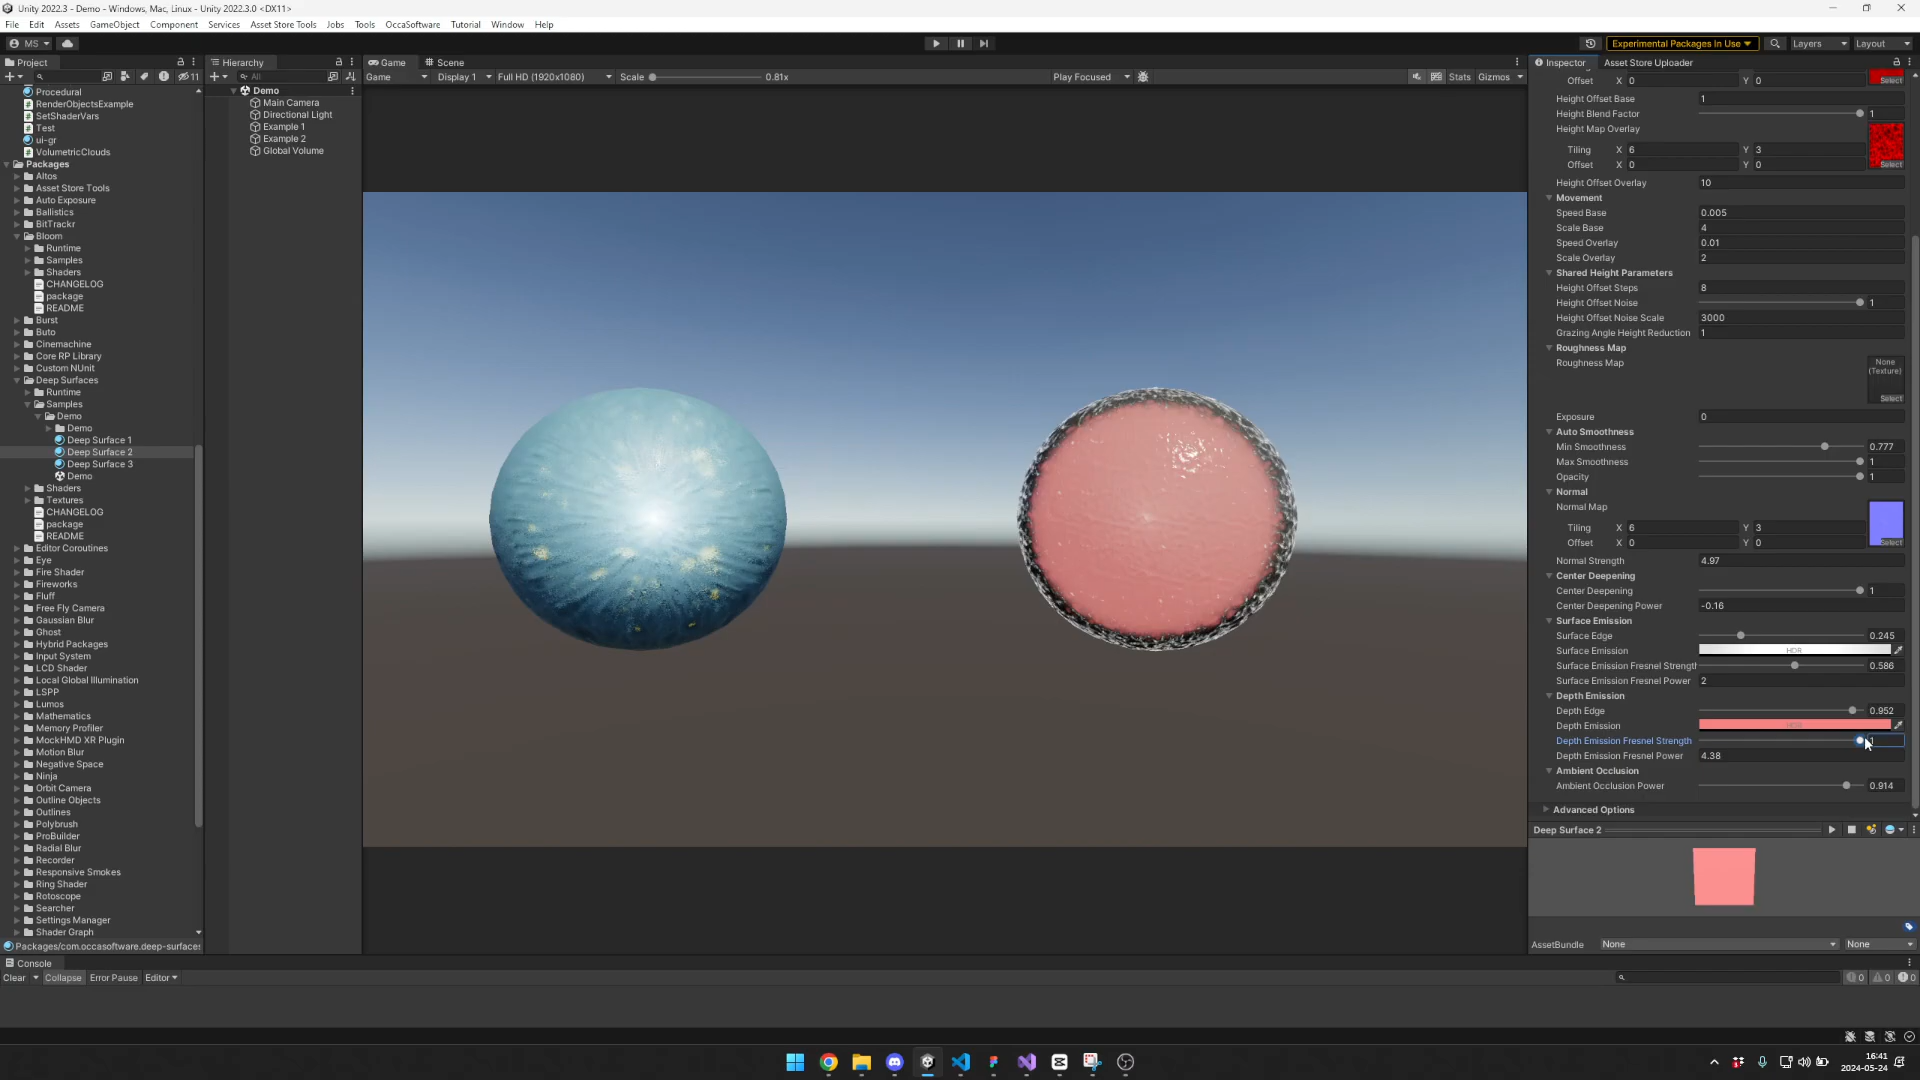 Unity 2022.3 - Demo - Windows, Mac, Linux - Unity 2022.3.0 <DX11>
File Edit Assets GameObject Component Services Asset Store Tools Jobs Tools OccaSoftware Tutorial Window Help
MS Experimental Packages In Use Layers Layout
Project
11
Procedural
RenderObjectsExample
SetShaderVars
Test
ui-gr
VolumetricClouds
Packages
Altos
Asset Store Tools
Auto Exposure
Ballistics
BitTrackr
Bloom
Runtime
Samples
Shaders
CHANGELOG
package
README
Burst
Buto
Cinemachine
Core RP Library
Custom NUnit
Deep Surfaces
Runtime
Samples
Demo
Demo
Deep Surface 1
Deep Surface 2
Deep Surface 3
Demo
Shaders
Textures
CHANGELOG
package
README
Editor Coroutines
Eye
Fire Shader
Fireworks
Fluff
Free Fly Camera
Gaussian Blur
Ghost
Hybrid Packages
Input System
LCD Shader
Local Global Illumination
LSPP
Lumos
Mathematics
Memory Profiler
MockHMD XR Plugin
Motion Blur
Negative Space
Ninja
Orbit Camera
Outline Objects
Outlines
Polybrush
ProBuilder
Radial Blur
Recorder
Responsive Smokes
Ring Shader
Rotoscope
Searcher
Settings Manager
Shader Graph
Packages/com.occasoftware.deep-surface
Hierarchy
All
Demo
Main Camera
Directional Light
Example 1
Example 2
Global Volume
Game Scene
Game Display 1 Full HD (1920x1080) Scale 0.81x Play Focused Stats Gizmos
Inspector Asset Store Uploader
Offset X 0 Y 0 Select
Height Offset Base 1
Height Blend Factor 1
Height Map Overlay
Tiling X 6 Y 3
Offset X 0 Y 0 Select
Height Offset Overlay 10
Movement
Speed Base 0.005
Scale Base 4
Speed Overlay 0.01
Scale Overlay 2
Shared Height Parameters
Height Offset Steps 8
Height Offset Noise 1
Height Offset Noise Scale 3000
Grazing Angle Height Reduction 1
Roughness Map
Roughness Map None (Texture) Select
Exposure 0
Auto Smoothness
Min Smoothness 0.777
Max Smoothness 1
Opacity 1
Normal
Normal Map
Tiling X 6 Y 3
Offset X 0 Y 0 Select
Normal Strength 4.97
Center Deepening
Center Deepening 1
Center Deepening Power -0.16
Surface Emission
Surface Edge 0.245
Surface Emission HDR
Surface Emission Fresnel Strength 0.586
Surface Emission Fresnel Power 2
Depth Emission
Depth Edge 0.952
Depth Emission HDR
Depth Emission Fresnel Strength 1
Depth Emission Fresnel Power 4.38
Ambient Occlusion
Ambient Occlusion Power 0.914
Advanced Options
Deep Surface 2
AssetBundle None None
Console
Clear Collapse Error Pause Editor 0 0 0
16:41
2024-05-24